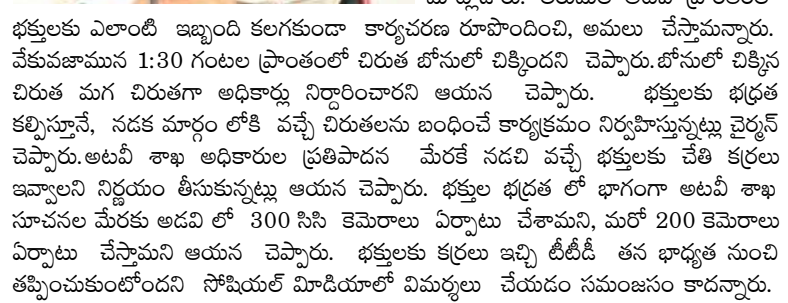 భక్తులకు ఎలాంటి ఇబ్బంది కలగకుండా కార్యచరణ రూపొందించి, అమలు చేస్తామన్నారు.
వేకువజామున 1:30 గంటల ప్రాంతంలో చిరుత బోనులో చిక్కిందని చెప్పారు.బోనులో చిక్కిన
చిరుత మగ చిరుతగా అధికార్లు నిర్దారించారని ఆయన చెప్పారు. భక్తులకు భధ్రత
కల్పిస్తూనే, నడక మార్గం లోకి వచ్చే చిరుతలను బంధించే కార్యక్రమం నిర్వహిస్తున్నట్లు చైర్మన్
చెప్పారు.అటవీ శాఖ అధికారుల ప్రతిపాదన మేరకే నడచి వచ్చే భక్తులకు చేతి కర్రలు
ఇవ్వాలని నిర్ణయం తీసుకున్నట్లు ఆయన చెప్పారు. భక్తుల భధ్రత లో భాగంగా అటవీ శాఖ
సూచనల మేరకు అడవి లో 300 సిసి కెమెరాలు ఏర్పాటు చేశామని, మరో 200 కెమెరాలు
ఏర్పాటు చేస్తామని ఆయన చెప్పారు. భక్తులకు కర్రలు ఇచ్చి టీటీడీ తన భాధ్యత నుంచి
తప్పించుకుంటోందని సోషియల్ మీడియాలో విమర్శలు చేయడం సమంజసం కాదన్నారు.